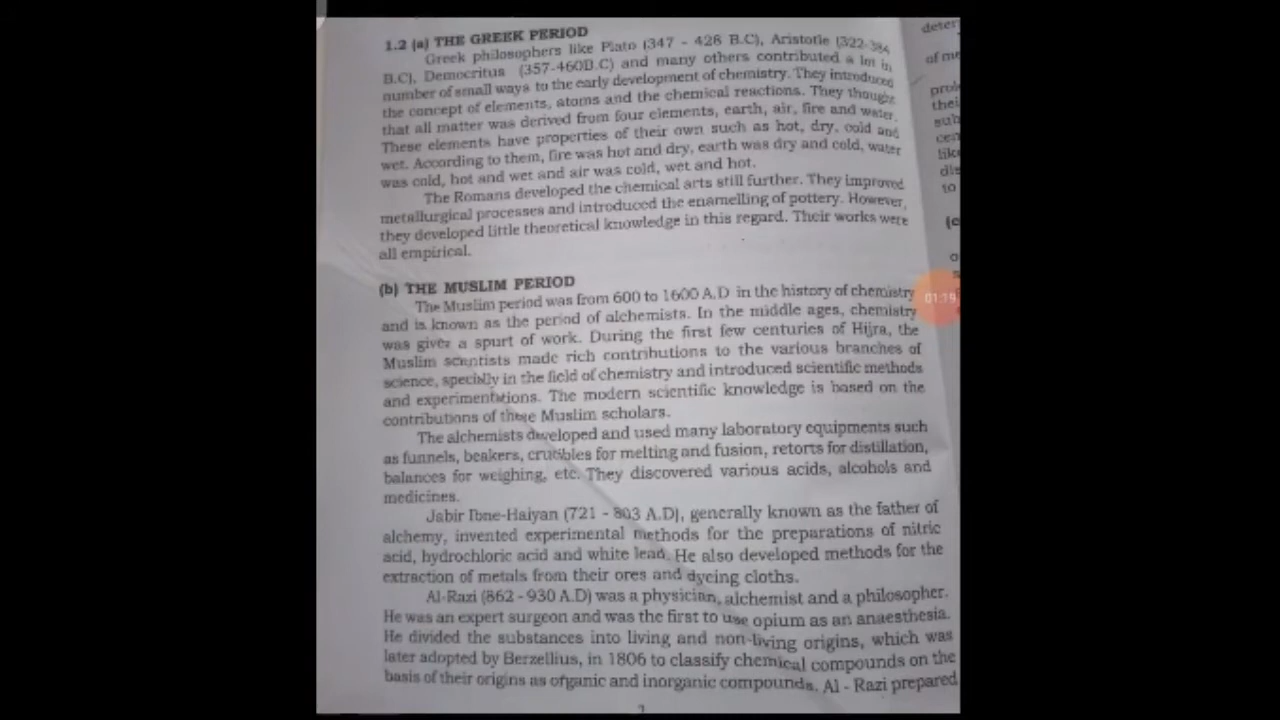 1.2 (a) THE GREEK PERIOD
Greek philosophers like Plato (347 - 428 B.C), Aristotle (322-384
B.C), Democritus (357-460B.C) and many others contributed a lot in
number of small ways to the early development of chemistry. They introduced
the concept of elements, atoms and the chemical reactions. They thought
that all matter was derived from four elements, earth, air, fire and water.
These elements have properties of their own such as hot, dry, cold and
wet. According to them, fire was hot and dry, earth was dry and cold, water
was cold, hot and wet and air was cold, wet and hot.
The Romans developed the chemical arts still further. They improved
metallurgical processes and introduced the enamelling of pottery. However,
they developed little theoretical knowledge in this regard. Their works were
all empirical.
(b) THE MUSLIM PERIOD
The Muslim period was from 600 to 1600 A.D in the history of chemistry
and is known as the period of alchemists. In the middle ages, chemistry
was given a spurt of work. During the first few centuries of Hijra, the
Muslim scientists made rich contributions to the various branches of
science, specially in the field of chemistry and introduced scientific methods
and experimentations. The modern scientific knowledge is based on the
contributions of these Muslim scholars.
The alchemists developed and used many laboratory equipments such
as funnels, beakers, crucibles for melting and fusion, retorts for distillation,
balances for weighing, etc. They discovered various acids, alcohols and
medicines.
Jabir Ibne-Haiyan (721 - 803 A.D), generally known as the father of
alchemy, invented experimental methods for the preparations of nitric
acid, hydrochloric acid and white lead. He also developed methods for the
extraction of metals from their ores and dyeing cloths.
Al-Razi (862 - 930 A.D) was a physician, alchemist and a philosopher.
He was an expert surgeon and was the first to use opium as an anaesthesia.
He divided the substances into living and non-living origins, which was
later adopted by Berzellius, in 1806 to classify chemical compounds on the
basis of their origins as organic and inorganic compounds. Al - Razi prepared
01:19